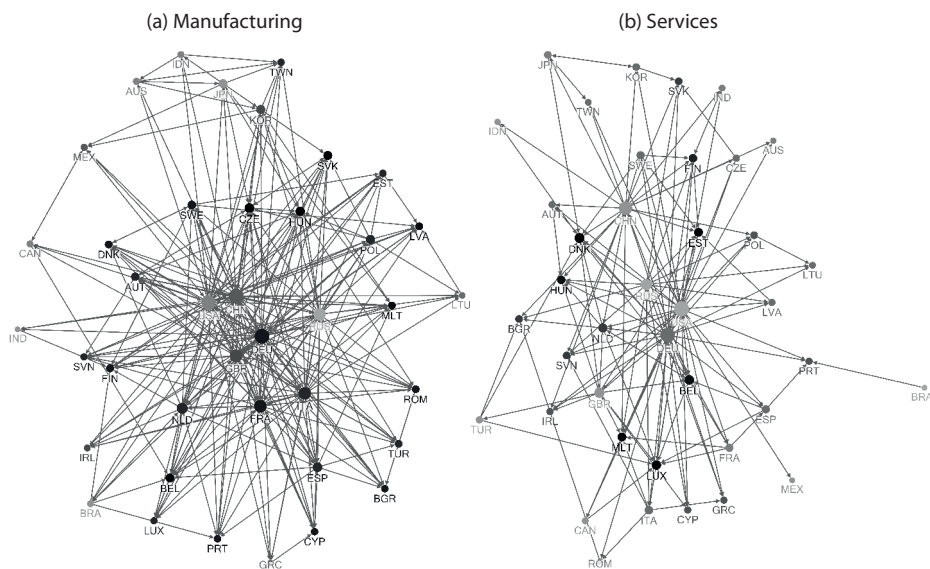 (a) Manufacturing
IDN
TWN
AUS
JPN
KOR
MEX
SVK
EST
SWE
CZE
HUN
LVA
POL
CAN
DNK
AUT
LTU
MLT
IND
GBR
SVN
FIN
ROM
NLD
FRA
TUR
IRL
ESP
BEL
BGR
BRA
LUX
PRT
CYP
GRC
(b) Services
JPN
KOR
SVK
IND
TWN
IDN
AUS
SWE
FIN
CZE
AUT
DNK
EST
POL
LTU
HUN
LVA
BGR
NLD
SVN
PRT
BEL
BRA
GBR
IRL
ESP
TUR
MLT
FRA
LUX
MEX
CAN
ITA
CYP
GRC
ROM